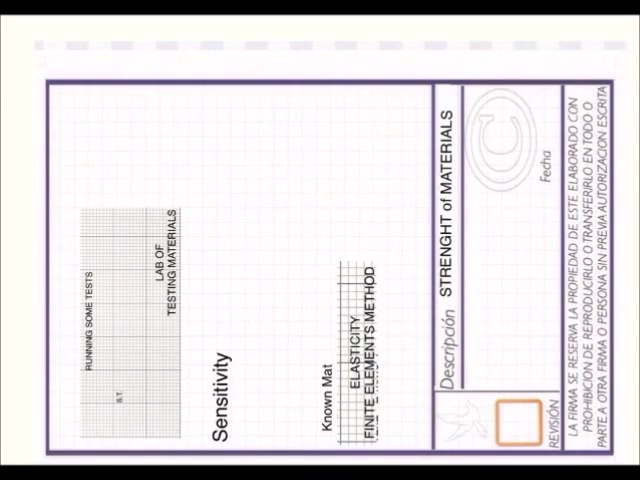 RUNNING SOME TESTS
S.T.
LAB OF
TESTING MATERIALS
Sensitivity
Known Mat
ELASTICITY
FINITE ELEMENTS METHOD
Descripción STRENGHT of MATERIALS
C
Fecha
REVISIÓN
LA FIRMA SE RESERVA LA PROPIEDAD DE ESTE ELABORADO CON
PROHIBICION DE REPRODUCIRLO O TRANSFERIRLO EN TODO O
PARTE A OTRA FIRMA O PERSONA SIN PREVIA AUTORIZACION ESCRITA